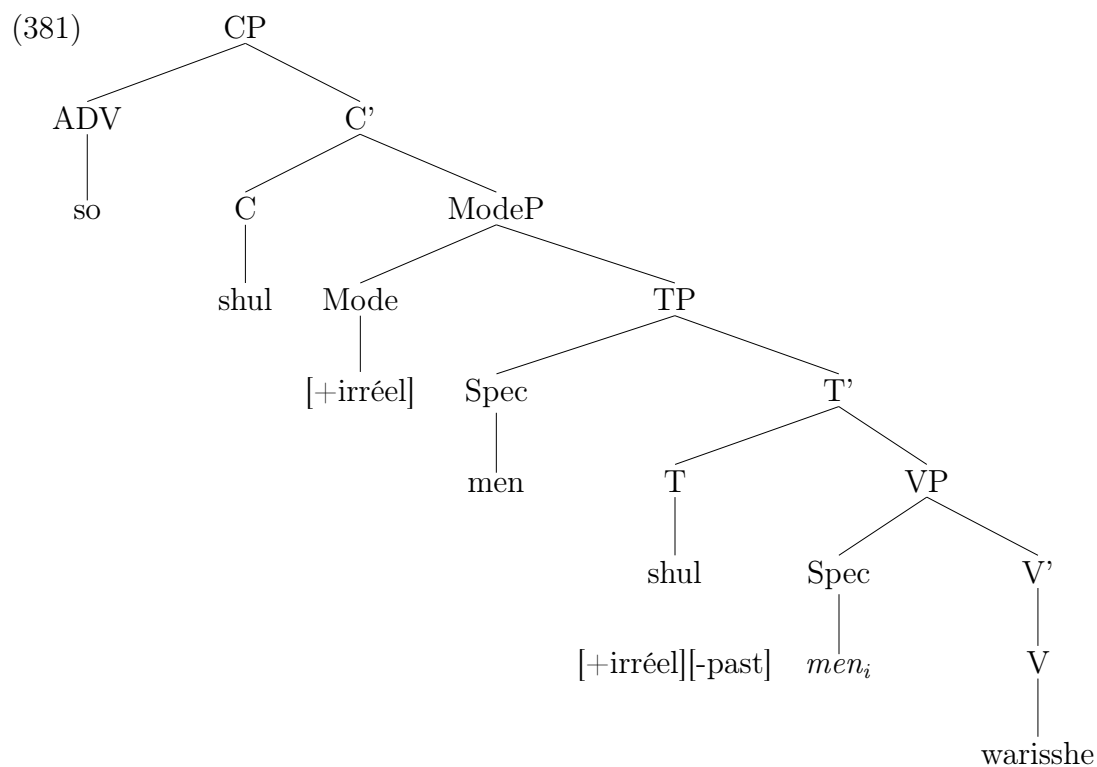 (381) CP
ADV C'
so C ModeP
shul Mode TP
[+irréel] Spec T'
men T VP
shul Spec V'
[+irréel][-past] men_i V
warisshe